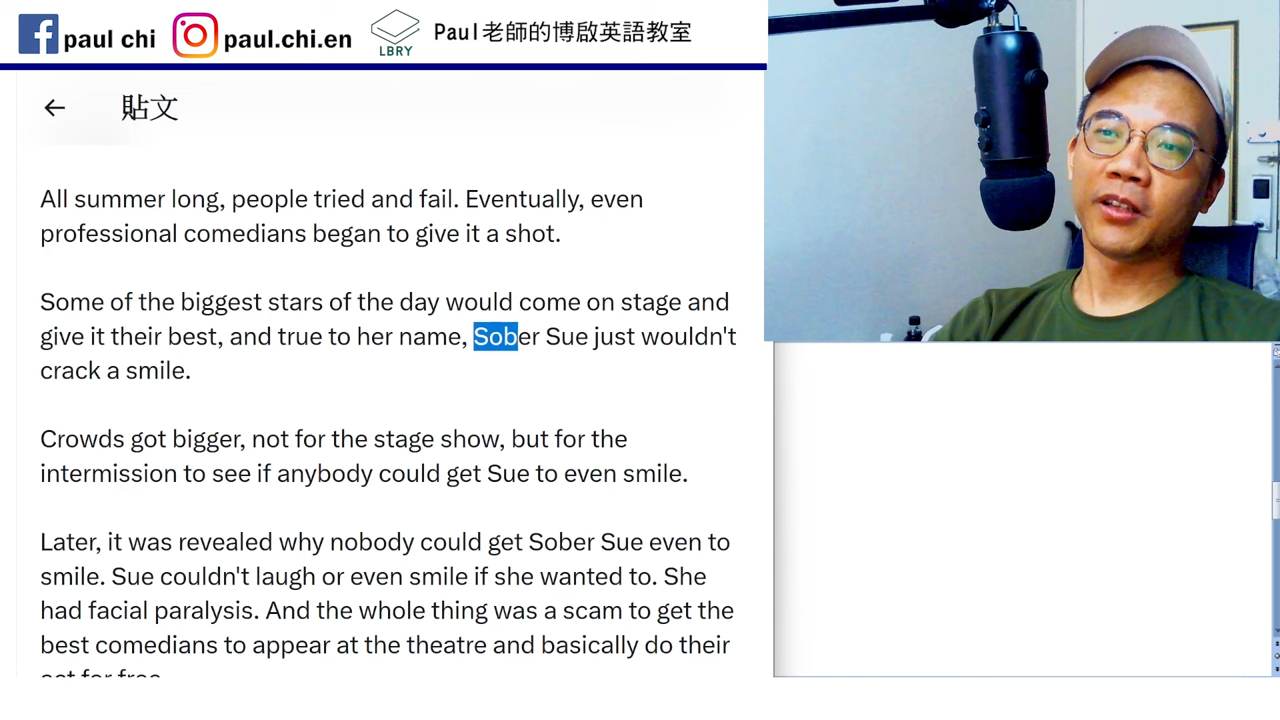 paul chi
paul.chi.en
LBRY
Paul老師的博啟英語教室
貼文
All summer long, people tried and fail. Eventually, even
professional comedians began to give it a shot.
Some of the biggest stars of the day would come on stage and
give it their best, and true to her name, Sober Sue just wouldn't
crack a smile.
Crowds got bigger, not for the stage show, but for the
intermission to see if anybody could get Sue to even smile.
Later, it was revealed why nobody could get Sober Sue even to
smile. Sue couldn't laugh or even smile if she wanted to. She
had facial paralysis. And the whole thing was a scam to get the
best comedians to appear at the theatre and basically do their